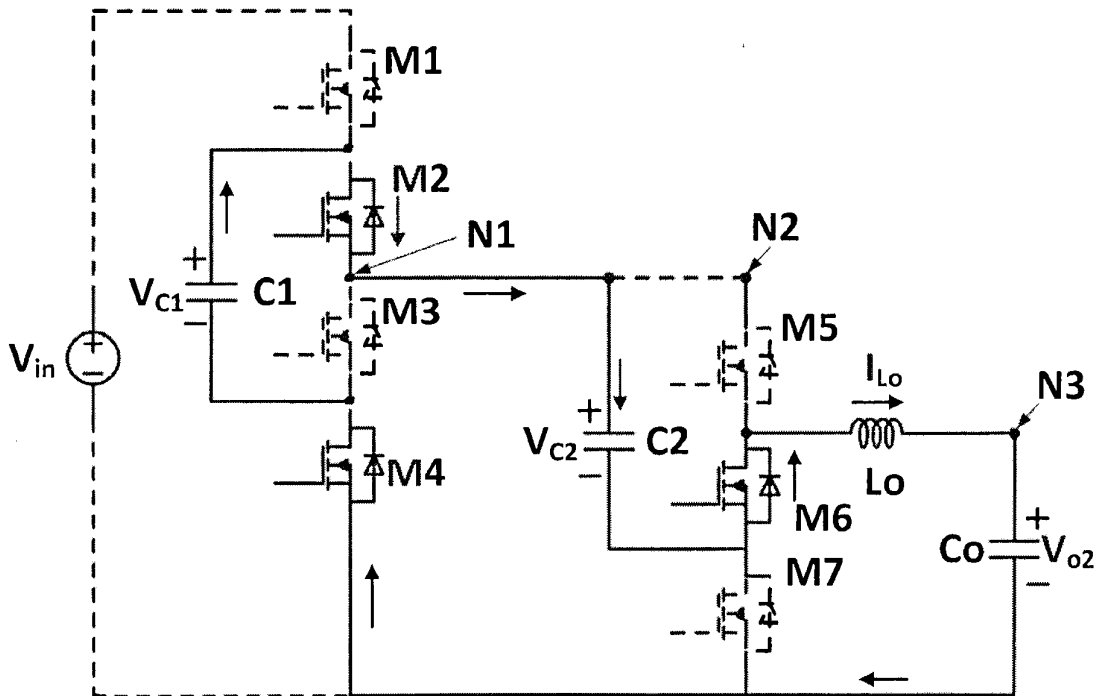 M1
M2
N1
N2
+
V_C1
C1
−
M3
M5
V_in
+
−
I_Lo
N3
+
V_C2
C2
−
M4
Lo
M6
M7
Co
+
V_o2
−